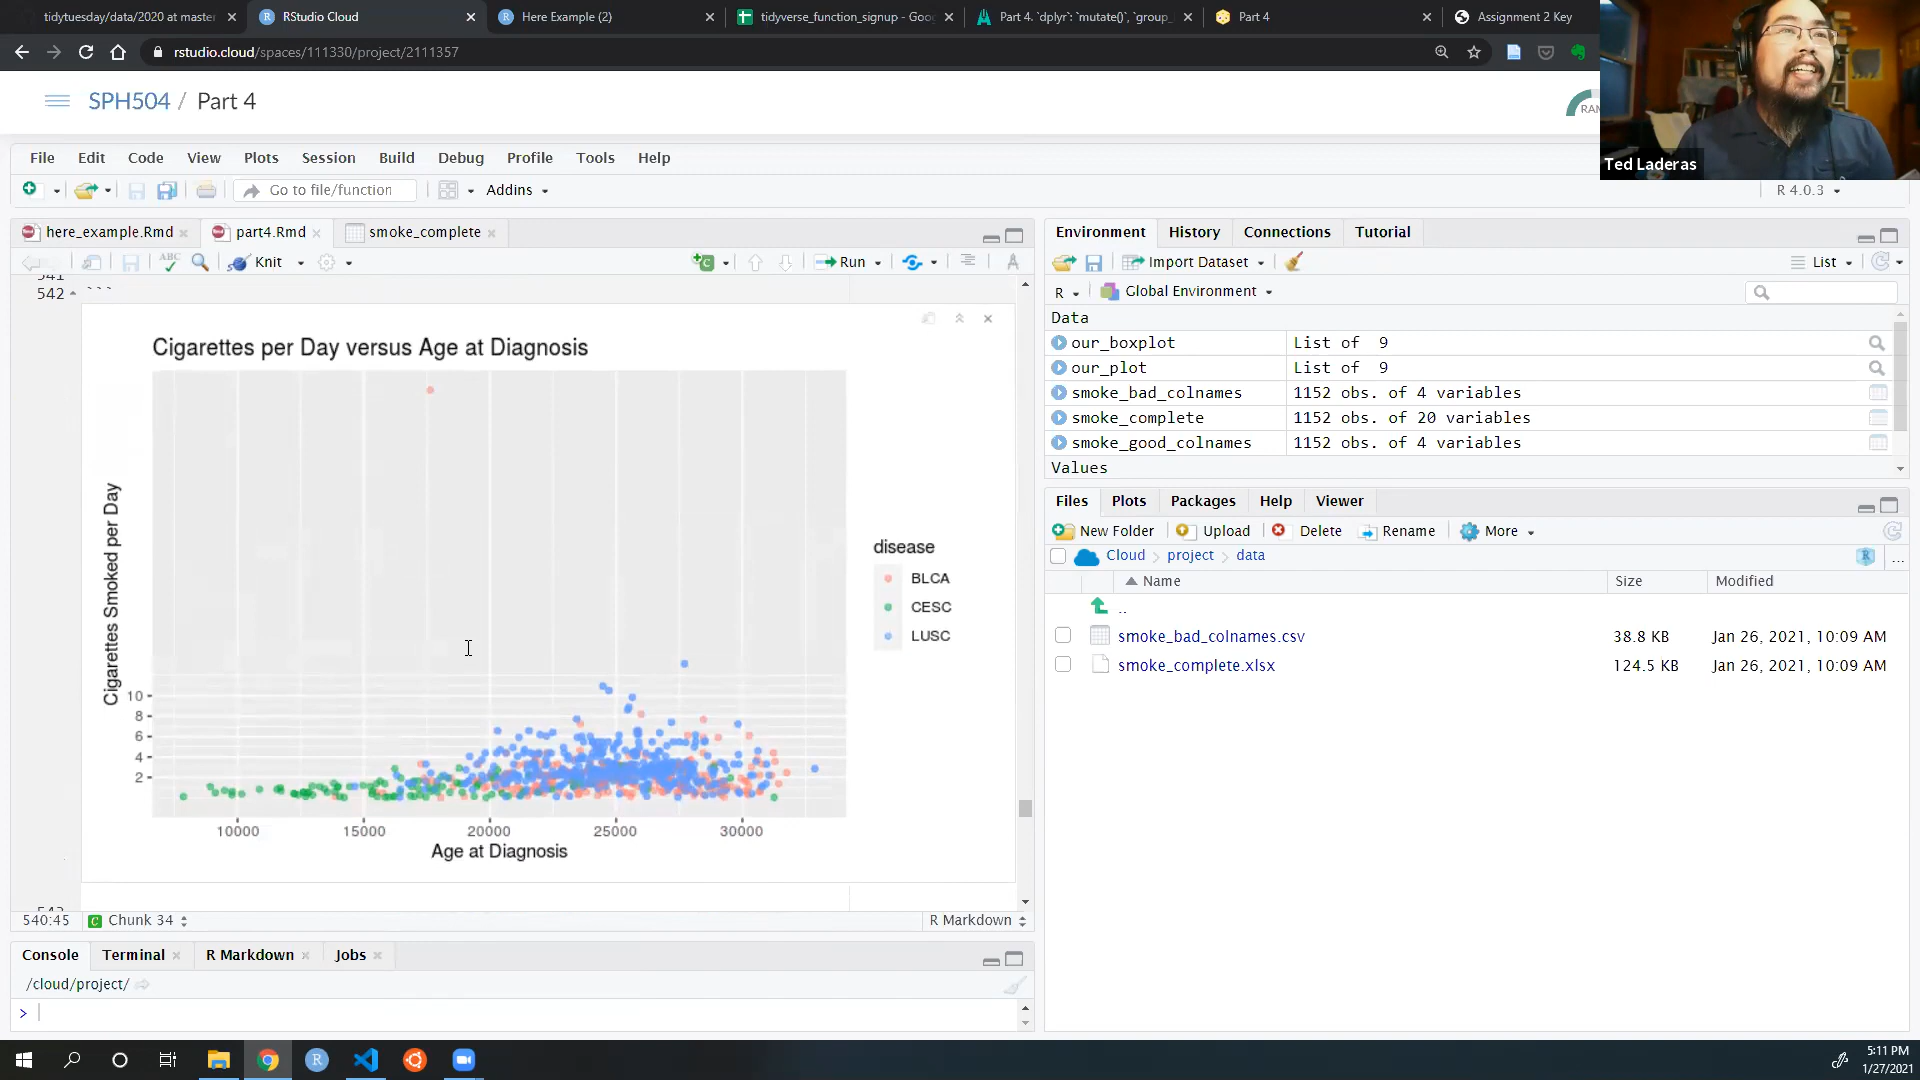 tidytuesday/data/2020 at master
RStudio Cloud
Here Example (2)
tidyverse_function_signup - Goo
Part 4. `dplyr`: `mutate()`, `group_
Part 4
Assignment 2 Key
rstudio.cloud/spaces/111330/project/2111357
SPH504 / Part 4
RAM
Ted Laderas
File Edit Code View Plots Session Build Debug Profile Tools Help
Go to file/function
Addins
R 4.0.3
here_example.Rmd
part4.Rmd
smoke_complete
ABC
Knit
Run
541
542
```
Cigarettes per Day versus Age at Diagnosis
Cigarettes Smoked per Day
10
8
6
4
2
10000 15000 20000 25000 30000
Age at Diagnosis
disease
BLCA
CESC
LUSC
543
540:45
Chunk 34
R Markdown
Console
Terminal
R Markdown
Jobs
/cloud/project/
>
Environment History Connections Tutorial
Import Dataset
List
R
Global Environment
Data
our_boxplot List of 9
our_plot List of 9
smoke_bad_colnames 1152 obs. of 4 variables
smoke_complete 1152 obs. of 20 variables
smoke_good_colnames 1152 obs. of 4 variables
Values
Files Plots Packages Help Viewer
New Folder Upload Delete Rename More
Cloud project data
...
Name Size Modified
..
smoke_bad_colnames.csv 38.8 KB Jan 26, 2021, 10:09 AM
smoke_complete.xlsx 124.5 KB Jan 26, 2021, 10:09 AM
5:11 PM
1/27/2021